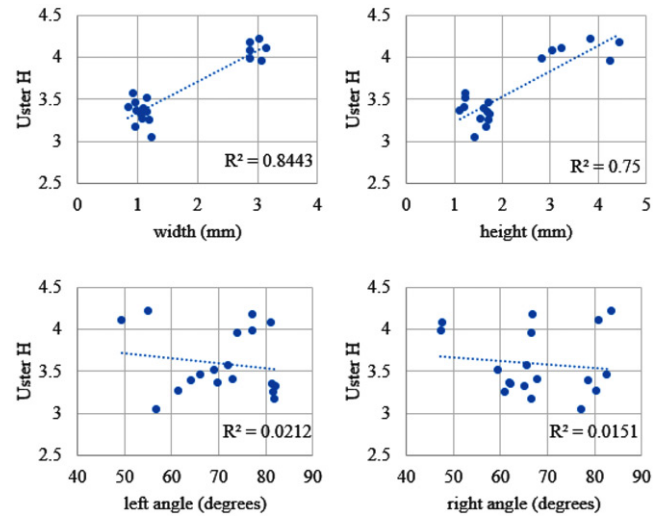 4.5
4
3.5
3
2.5
Uster H
R² = 0.8443
0 1 2 3 4
width (mm)
4.5
4
3.5
3
2.5
Uster H
R² = 0.75
0 1 2 3 4 5
height (mm)
4.5
4
3.5
3
2.5
Uster H
R² = 0.0212
40 50 60 70 80 90
left angle (degrees)
4.5
4
3.5
3
2.5
Uster H
R² = 0.0151
40 50 60 70 80 90
right angle (degrees)